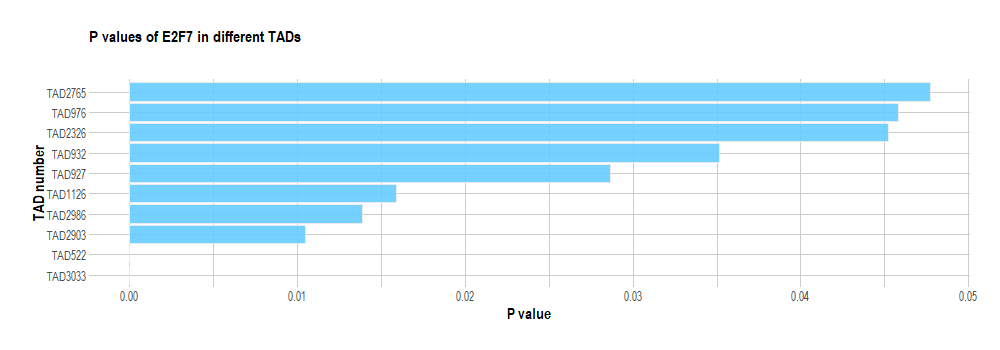 P values of E2F7 in different TADs
TAD number
TAD2765
TAD976
TAD2326
TAD932
TAD927
TAD1126
TAD2986
TAD2903
TAD522
TAD3033
0.00 0.01 0.02 0.03 0.04 0.05
P value